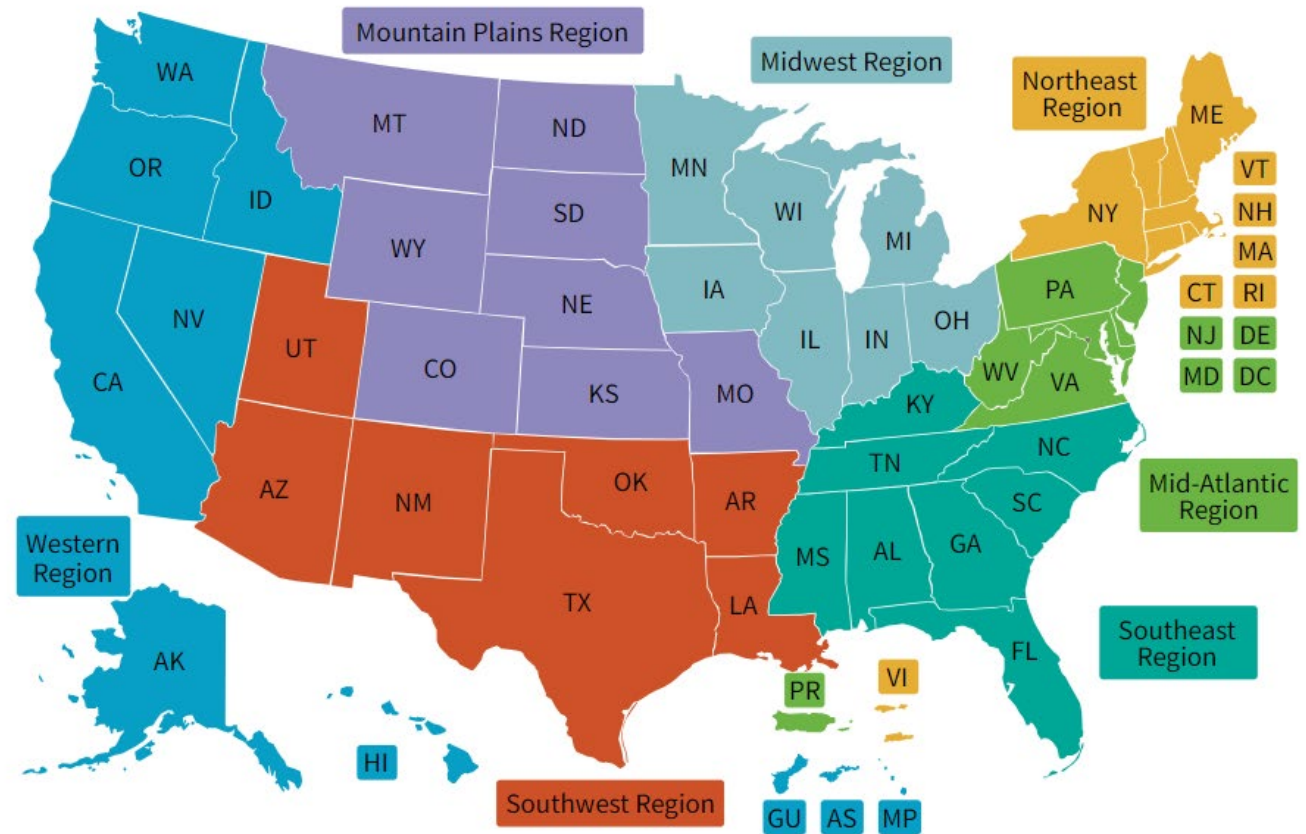 Mountain Plains Region
Midwest Region
Northeast
Region
WA
MT
ND
MN
ME
OR
ID
SD
WI
MI
NY
VT
NH
MA
WY
IA
NE
PA
CT
RI
NV
UT
CO
IL
IN
OH
NJ
DE
CA
KS
MO
WV
VA
MD
DC
KY
NC
TN
AZ
NM
OK
AR
SC
Mid-Atlantic
Region
Western
Region
MS
AL
GA
TX
LA
FL
Southeast
Region
AK
PR
VI
HI
Southwest Region
GU
AS
MP